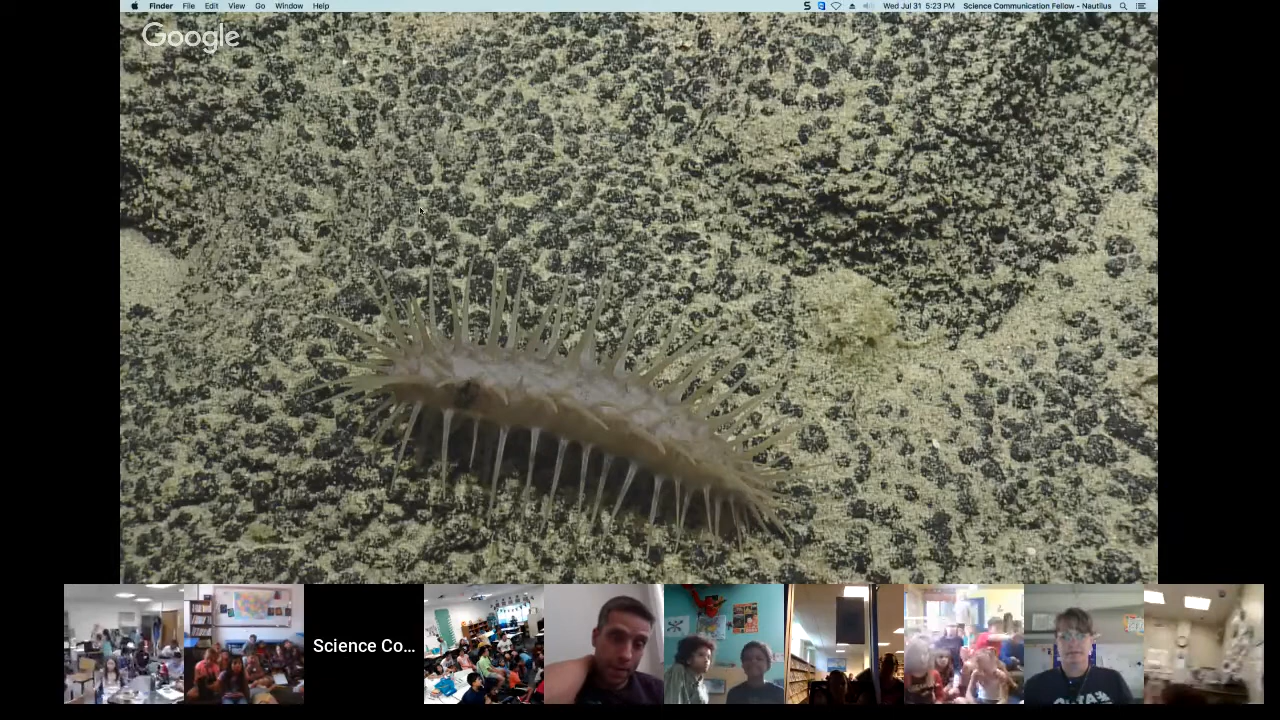 Finder File Edit View Go Window Help S Wed Jul 31 5:23 PM Science Communication Fellow - Nautilus
Google
Science Co...